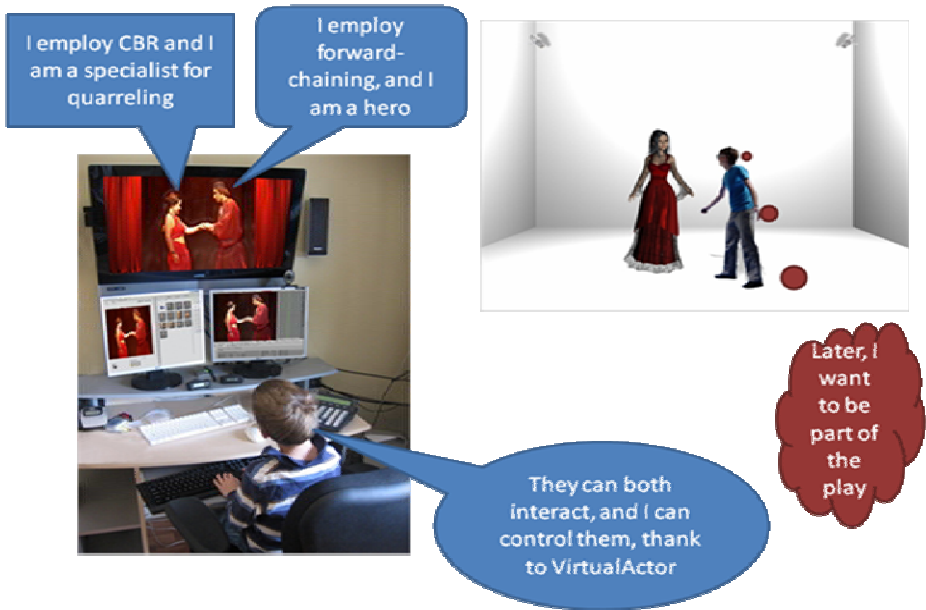 I employ CBR and I
am a specialist for
quarreling
I employ
forward-
chaining, and I
am a hero
Later, I
want
to be
part of
the
play
They can both
interact, and I can
control them, thank
to VirtualActor